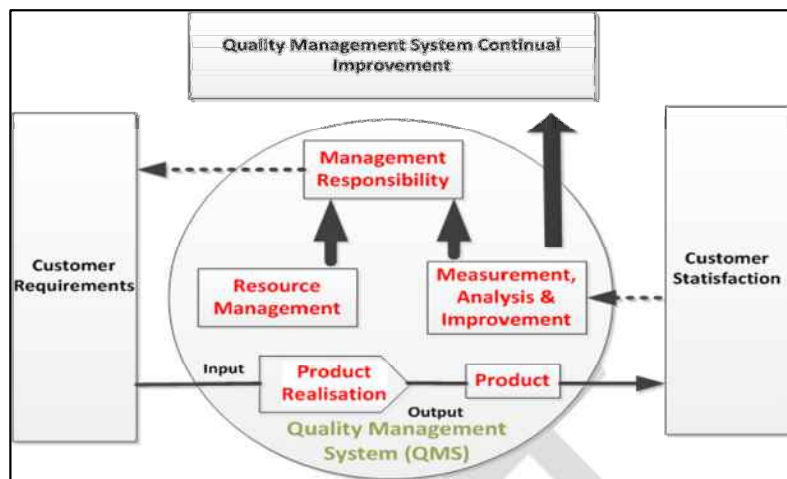 Quality Management System Continual
Improvement
Management
Responsibility
Customer
Requirements
Resource
Management
Measurement,
Analysis &
Improvement
Customer
Statisfaction
Input
Product
Realisation
Product
Output
Quality Management
System (QMS)